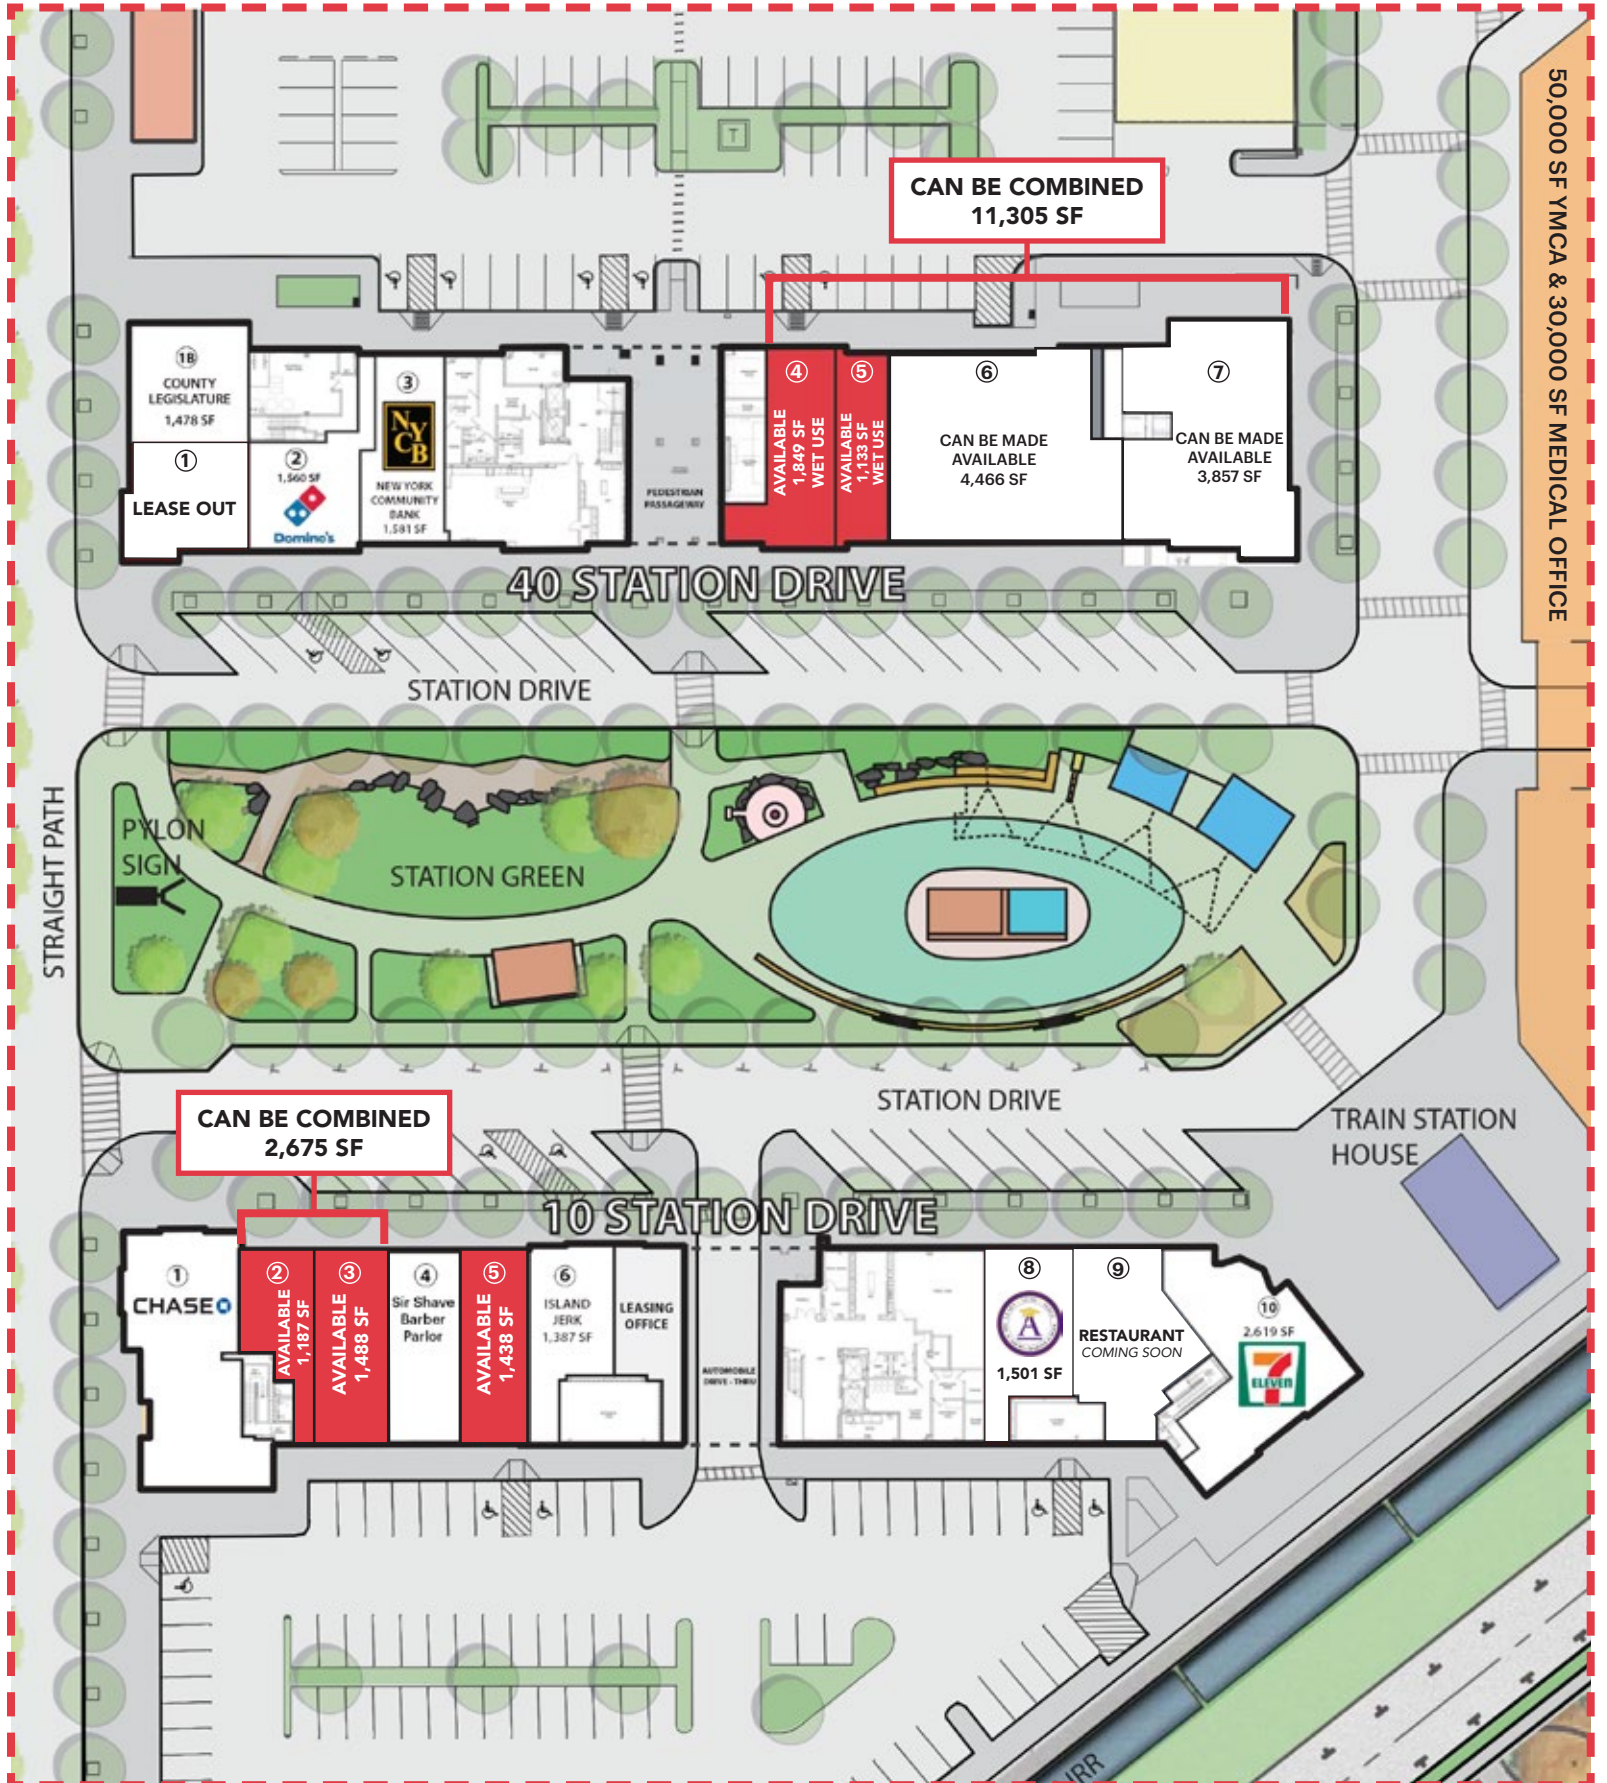 50,000 SF YMCA & 30,000 SF MEDICAL OFFICE
T
CAN BE COMBINED
11,305 SF
1B
COUNTY
LEGISLATURE
1,478 SF
1
LEASE OUT
2
1,560 SF
Domino's
3
NYCB
NEW YORK
COMMUNITY
BANK
1,581 SF
PEDESTRIAN
PASSAGEWAY
4
AVAILABLE
1,849 SF
WET USE
5
AVAILABLE
1,133 SF
WET USE
6
CAN BE MADE
AVAILABLE
4,466 SF
7
CAN BE MADE
AVAILABLE
3,857 SF
40 STATION DRIVE
STATION DRIVE
STRAIGHT PATH
PYLON
SIGN
STATION GREEN
STATION DRIVE
TRAIN STATION
HOUSE
CAN BE COMBINED
2,675 SF
10 STATION DRIVE
1
CHASE
2
AVAILABLE
1,187 SF
3
AVAILABLE
1,488 SF
4
Sir Shave
Barber
Parlor
5
AVAILABLE
1,438 SF
6
ISLAND
JERK
1,387 SF
LEASING
OFFICE
AUTOMOBILE
DRIVE - THRU
8
A
1,501 SF
9
RESTAURANT
COMING SOON
10
2,619 SF
7
ELEVEN
IRR